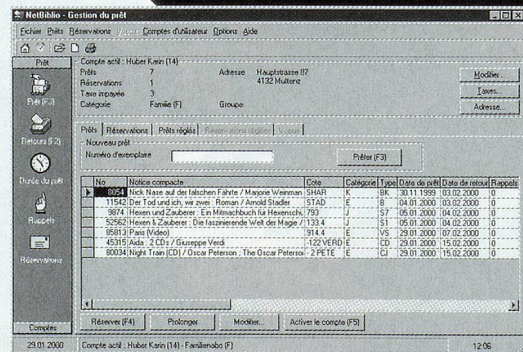 NetBiblio - Gestion du prêt
Fichier Prêts Réservations Comptes d'utilisateur Options Aide
Prêt
Compte actif : Huber Karin (14)
Prêts 7 Adresse Hauptstrasse 87
4132 Muttenz
Réservations 1
Taxe impayée 3
Catégorie Famille (F) Groupe
Modifier...
Taxes...
Adresse...
Prêt (F3)
Retours (F2)
Durée du prêt
Rappels
Réservations
Comptes
Prêts Réservations Prêts réglés Réservations réglées Voeux
Nouveau prêt
Numéro d'exemplaire
Prêter (F3)
No Notice compacte Cote Catégorie Type Date de prêt Date de retour Rappels
8054 Nick Nase auf der falschen Fährte / Marjorie Weinman SHAR K BK 30.11.1999 03.02.2000 0
11542 Der Tod und ich, wir zwei : Roman / Arnold Stadler STAD E B 04.01.2000 03.02.2000 0
9874 Hexen und Zauberer : Ein Mitmachbuch für Hexenschü 793 J S7 05.01.2000 04.02.2000 0
52562 Hexen & Zauberer : Die faszinierende Welt der Magie / 133.4 J S1 05.01.2000 04.02.2000 0
85813 Paris (Video) 914.4 E VS 29.01.2000 07.02.2000 0
45315 Aida : 2 CDs / Giuseppe Verdi -122 VERD E CD 29.01.2000 15.02.2000 0
80034 Night Train (CD) / Oscar Peterson ; The Oscar Peterso - 2 PETE E CJ 29.01.2000 15.02.2000 0
Réserver (F4) Prolonger Modifier... Activer le compte (F5)
29.01.2000 Compte actif : Huber Karin (14) - Familienabo (F) 12:06